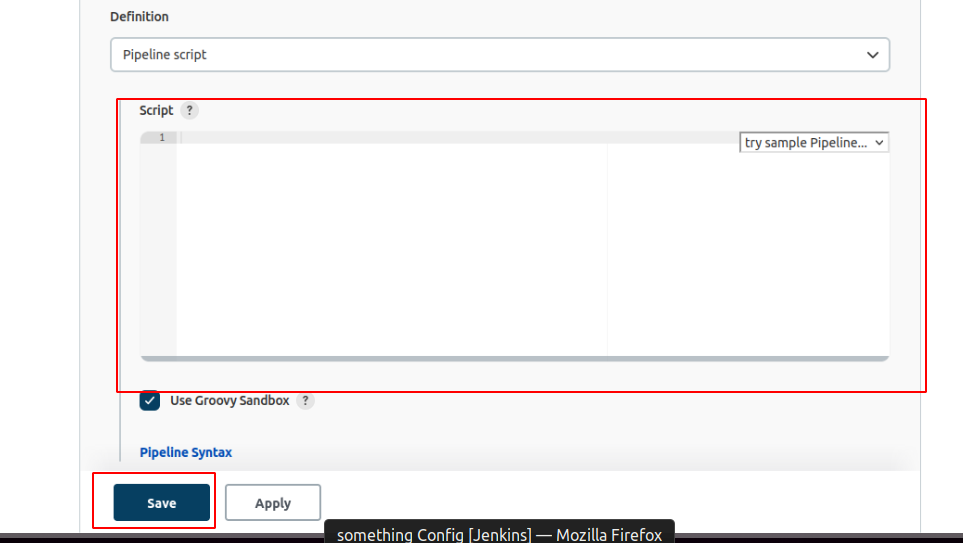 Definition
Pipeline script
Script ?
1
try sample Pipeline...
Use Groovy Sandbox ?
Pipeline Syntax
Save Apply
something Config [Jenkins] — Mozilla Firefox